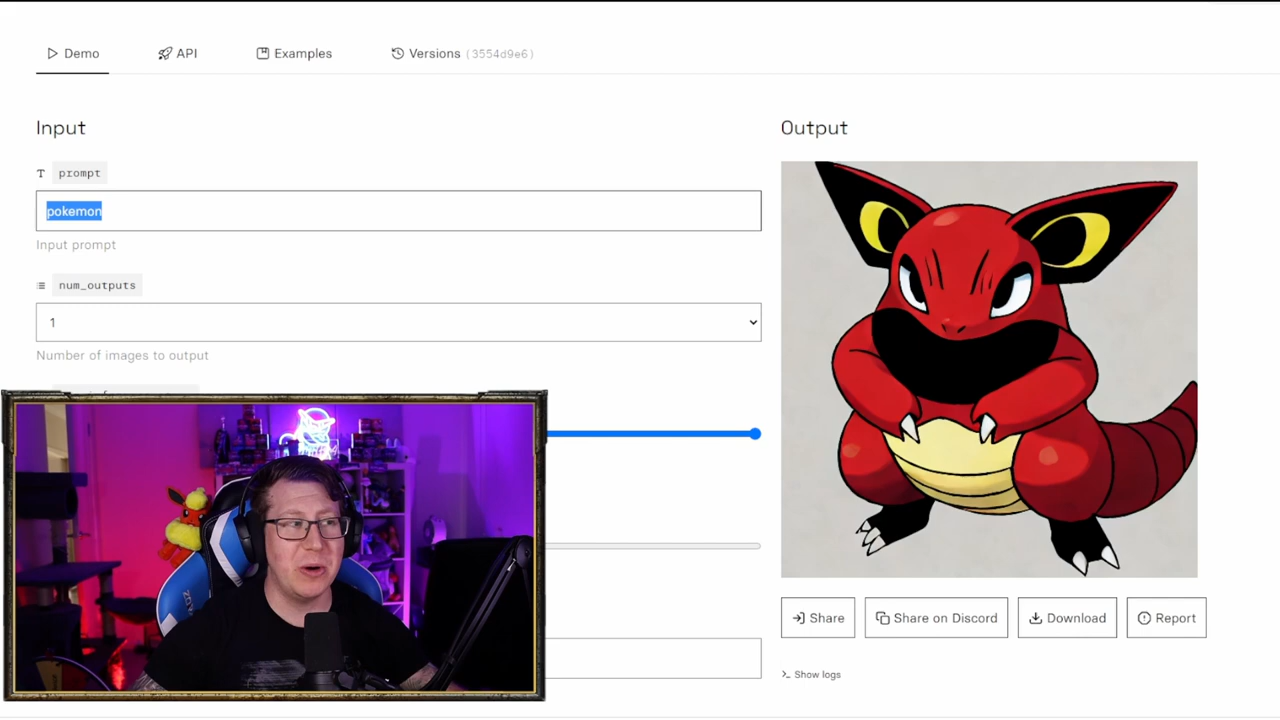 Demo
API
Examples
Versions (3554d9e6)
Input
Output
T prompt
pokemon
Input prompt
num_outputs
1
Number of images to output
Share
Share on Discord
Download
Report
Show logs